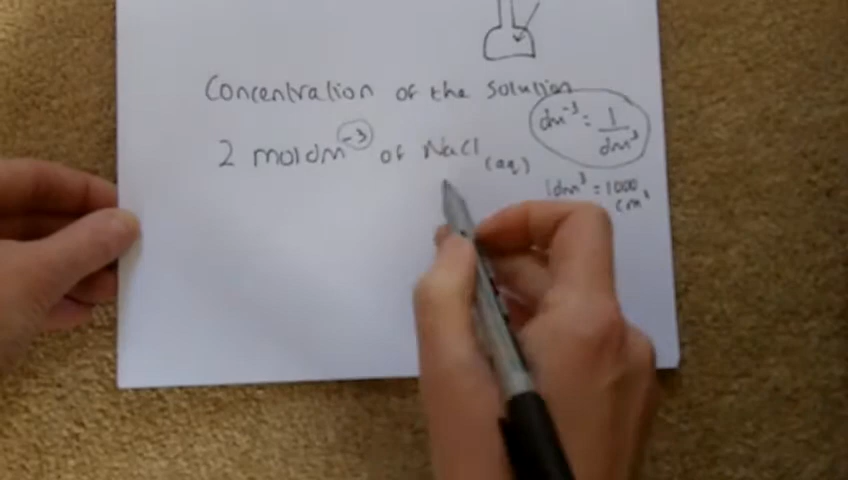 Concentration of the solution
2 moldm⁻³ of NaCl (aq)
dm⁻³ = 1/dm³
1dm³ = 1000
cm³